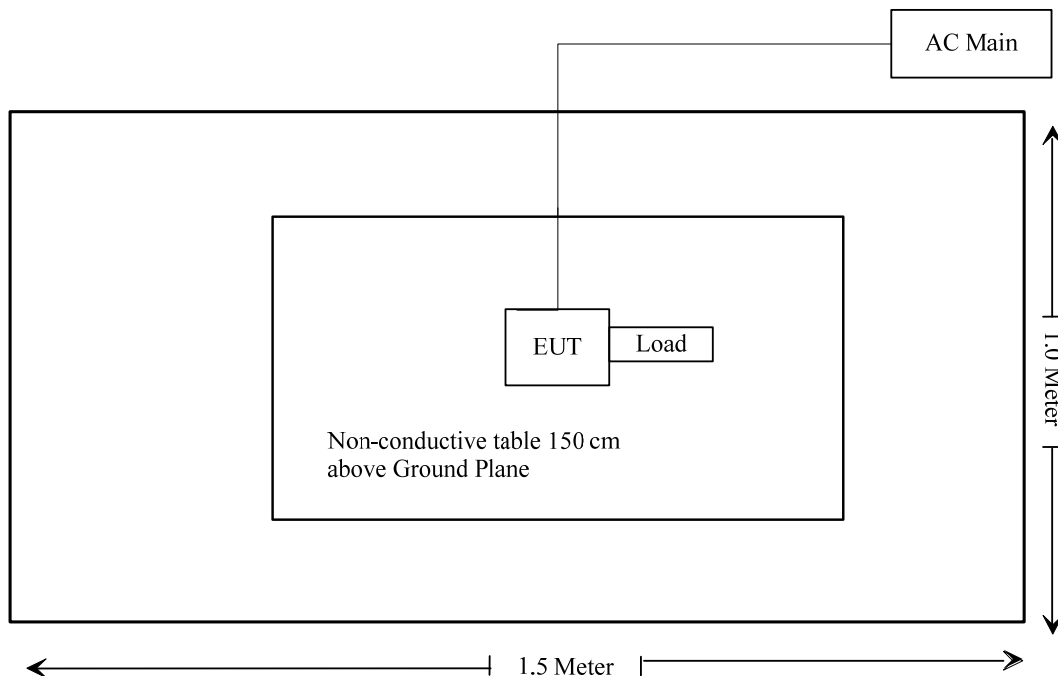 AC Main
EUT
Load
1.0 Meter
Non-conductive table 150 cm
above Ground Plane
1.5 Meter